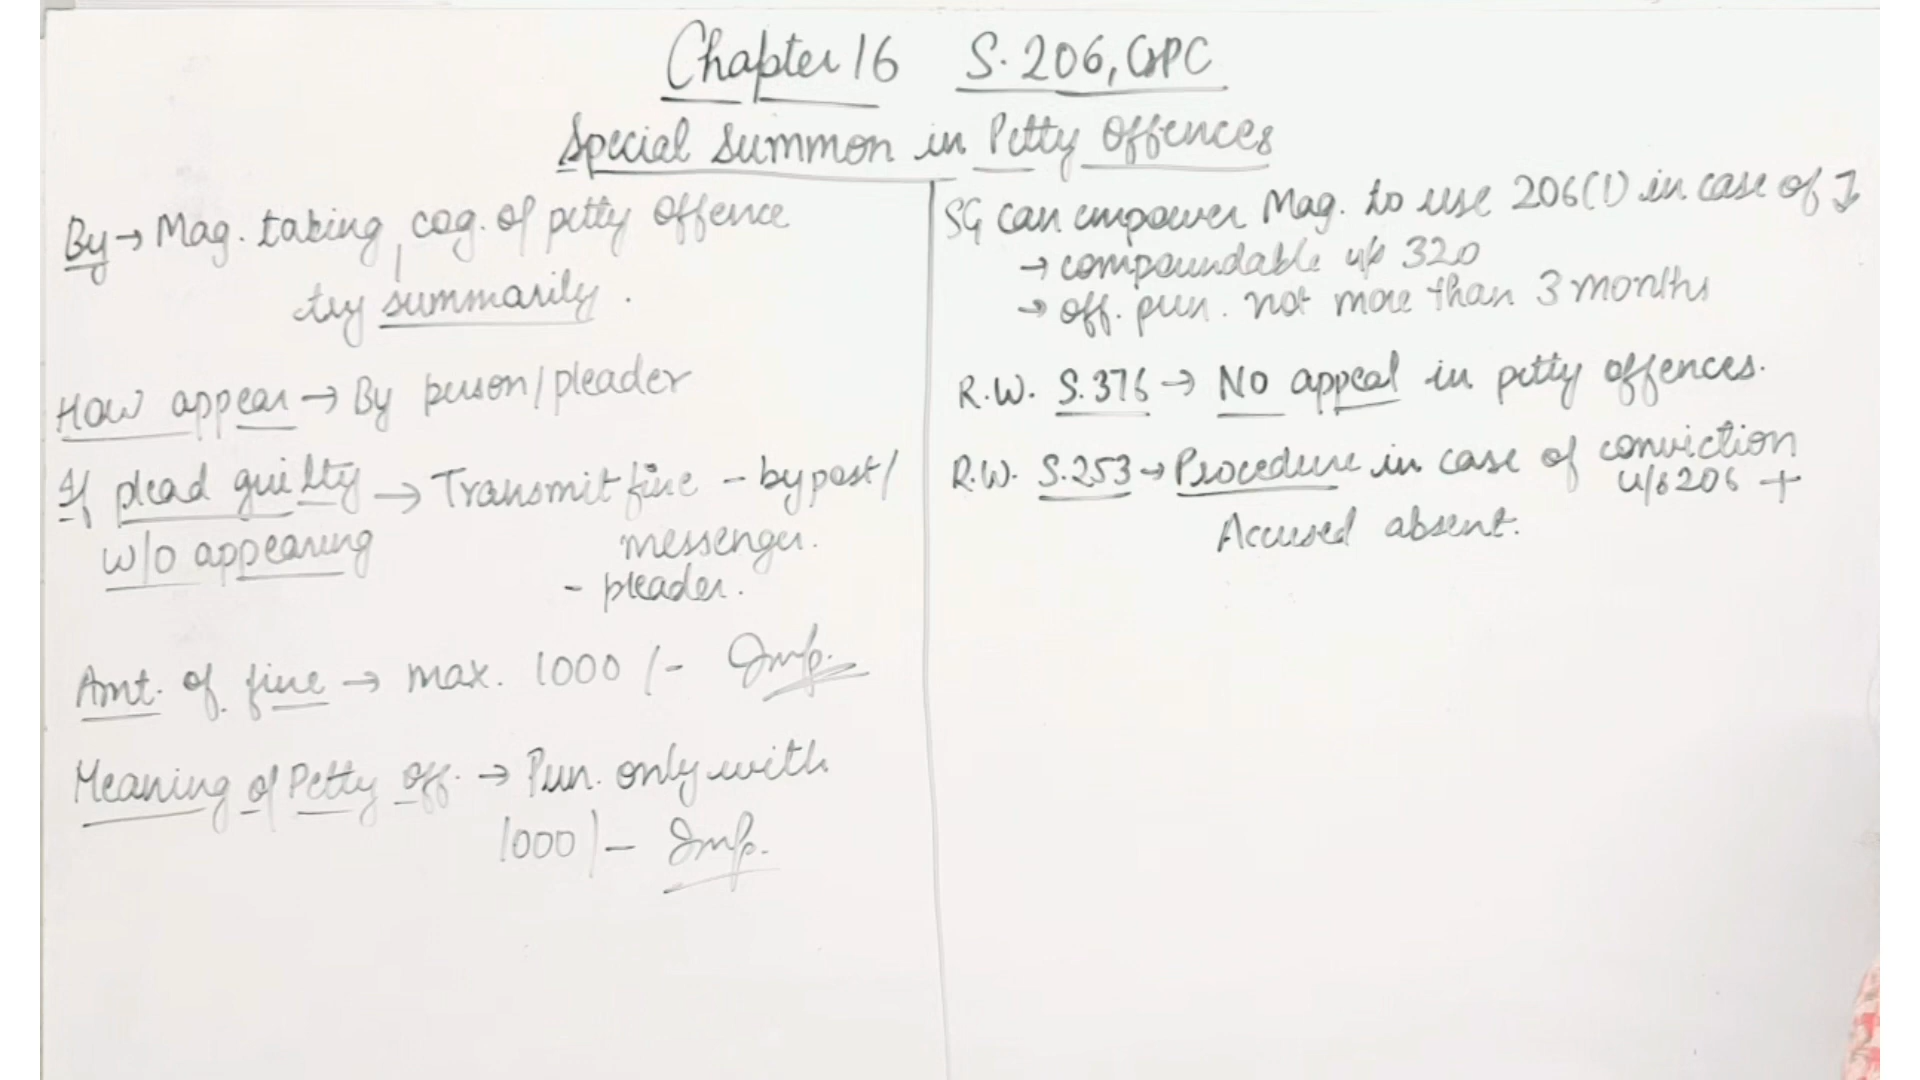 Chapter 16 S. 206, CrPC
Special Summon in Petty Offences
By → Mag. taking cog. of petty offence
try summarily.
How appear → By person/pleader
If plead guilty → Transmit fine - by post/
w/o appearing messenger.
- pleader.
Amt. of fine → max. 1000/- Imp.
Meaning of Petty off. → Pun. only with
1000/- Imp.
SG can empower Mag. to use 206(1) in case of ↴
→ compoundable u/s 320
→ off. pun. not more than 3 months
R.W. S.376 → No appeal in petty offences.
R.W. S.253 → Procedure in case of conviction
u/s 206 +
Accused absent.